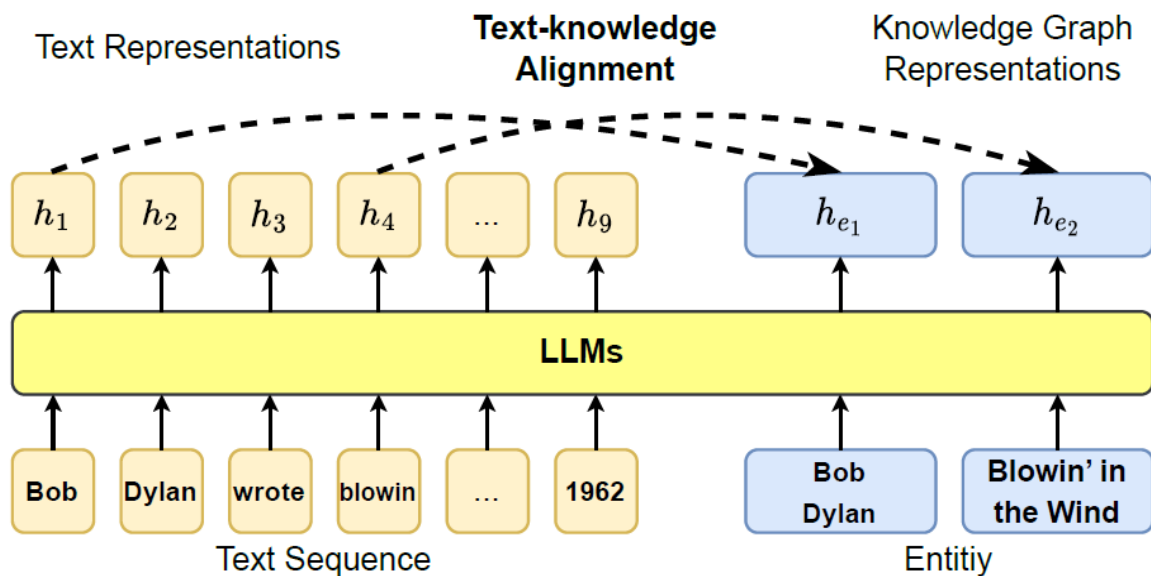 Text Representations
Text-knowledge
Alignment
Knowledge Graph
Representations
h₁ h₂ h₃ h₄ ... h₉ hₑ₁ hₑ₂
LLMs
Bob Dylan wrote blowin ... 1962
Bob
Dylan
Blowin' in
the Wind
Text Sequence
Entitiy